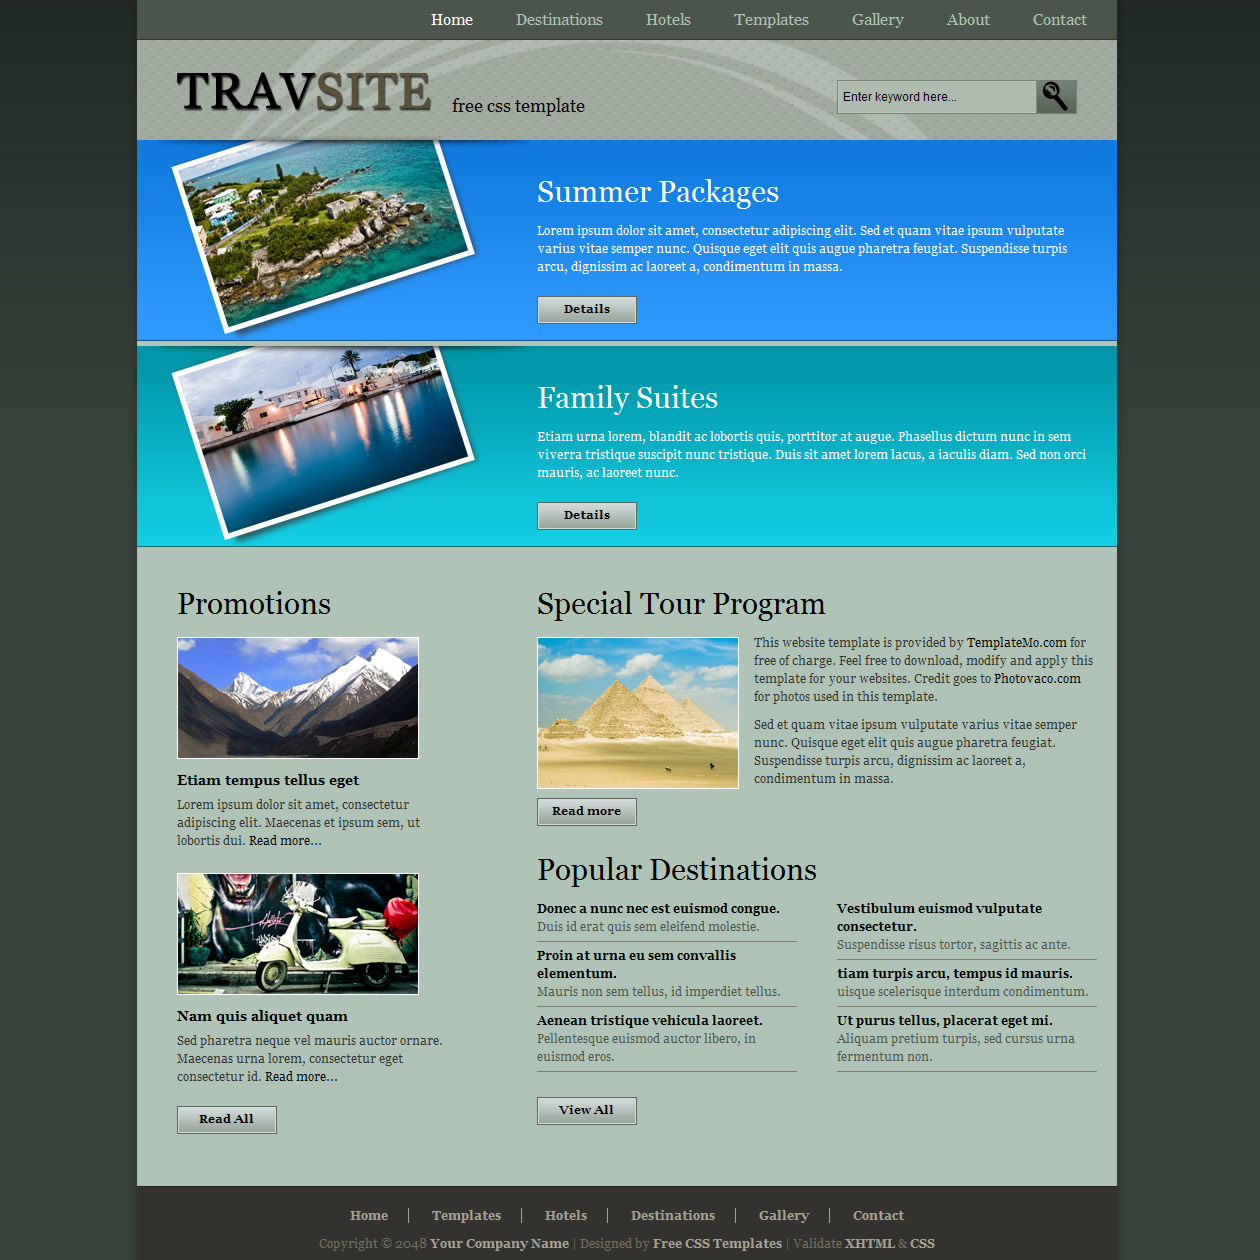 Home Destinations Hotels Templates Gallery About Contact
TRAVSITE free css template
Enter keyword here...
Summer Packages
Lorem ipsum dolor sit amet, consectetur adipiscing elit. Sed et quam vitae ipsum vulputate
varius vitae semper nunc. Quisque eget elit quis augue pharetra feugiat. Suspendisse turpis
arcu, dignissim ac laoreet a, condimentum in massa.
Details
Family Suites
Etiam urna lorem, blandit ac lobortis quis, porttitor at augue. Phasellus dictum nunc in sem
viverra tristique suscipit nunc tristique. Duis sit amet lorem lacus, a iaculis diam. Sed non orci
mauris, ac laoreet nunc.
Details
Promotions
Etiam tempus tellus eget
Lorem ipsum dolor sit amet, consectetur
adipiscing elit. Maecenas et ipsum sem, ut
lobortis dui. Read more...
Nam quis aliquet quam
Sed pharetra neque vel mauris auctor ornare.
Maecenas urna lorem, consectetur eget
consectetur id. Read more...
Read All
Special Tour Program
This website template is provided by TemplateMo.com for
free of charge. Feel free to download, modify and apply this
template for your websites. Credit goes to Photovaco.com
for photos used in this template.
Sed et quam vitae ipsum vulputate varius vitae semper
nunc. Quisque eget elit quis augue pharetra feugiat.
Suspendisse turpis arcu, dignissim ac laoreet a,
condimentum in massa.
Read more
Popular Destinations
Donec a nunc nec est euismod congue.
Duis id erat quis sem eleifend molestie.
Proin at urna eu sem convallis
elementum.
Mauris non sem tellus, id imperdiet tellus.
Aenean tristique vehicula laoreet.
Pellentesque euismod auctor libero, in
euismod eros.
Vestibulum euismod vulputate
consectetur.
Suspendisse risus tortor, sagittis ac ante.
tiam turpis arcu, tempus id mauris.
uisque scelerisque interdum condimentum.
Ut purus tellus, placerat eget mi.
Aliquam pretium turpis, sed cursus urna
fermentum non.
View All
Home | Templates | Hotels | Destinations | Gallery | Contact
Copyright © 2048 Your Company Name | Designed by Free CSS Templates | Validate XHTML & CSS